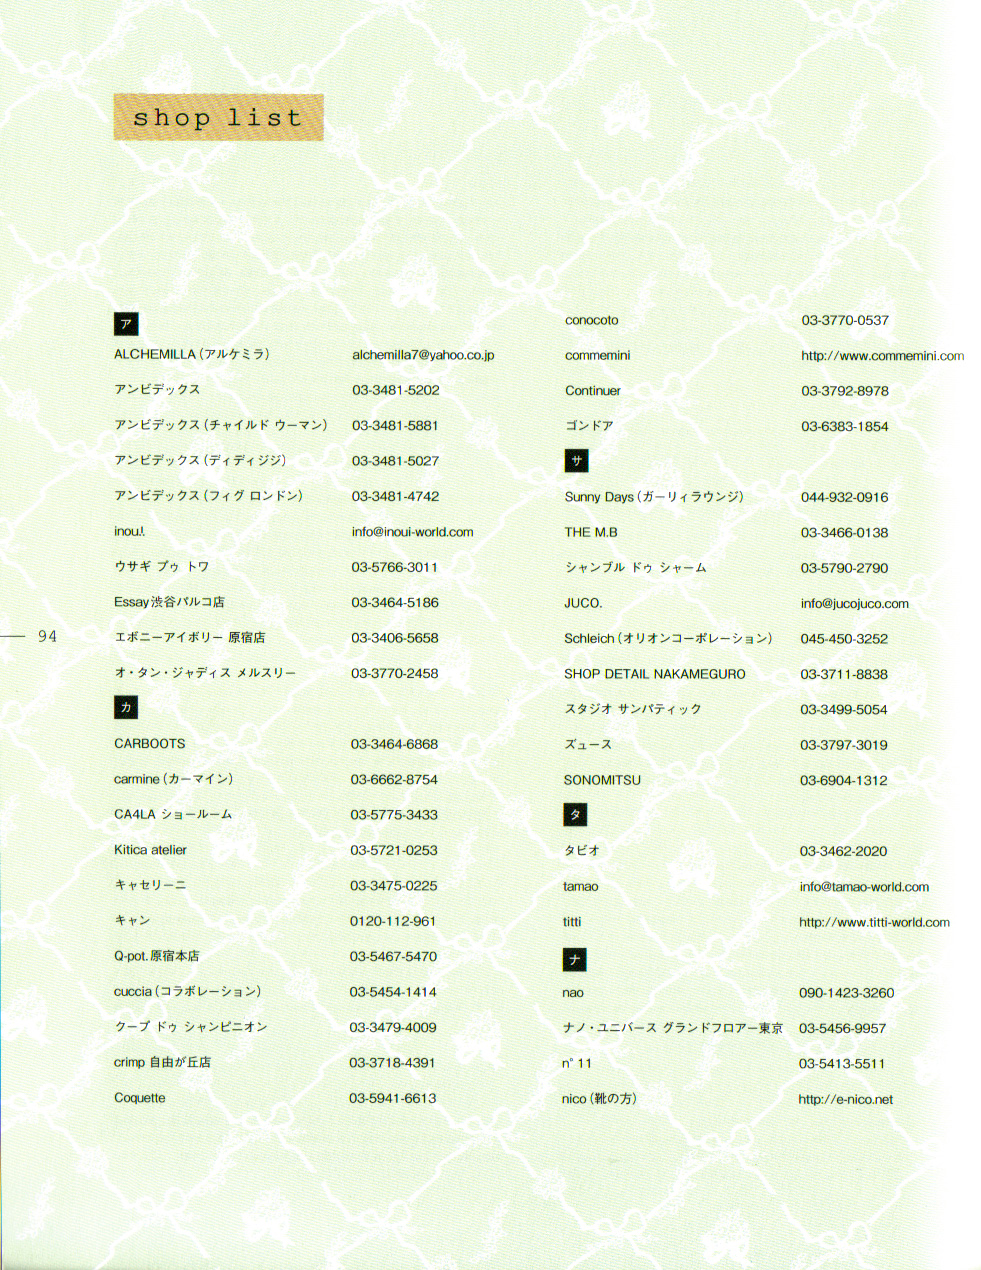 shop list
ア
ALCHEMILLA（アルケミラ） alchemilla7@yahoo.co.jp
アンビデックス 03-3481-5202
アンビデックス（チャイルド ウーマン） 03-3481-5881
アンビデックス（ディディジジ） 03-3481-5027
アンビデックス（フィグ ロンドン） 03-3481-4742
inouï. info@inoui-world.com
ウサギ プゥ トワ 03-5766-3011
Essay渋谷パルコ店 03-3464-5186
エボニーアイボリー 原宿店 03-3406-5658
オ・タン・ジャディス メルスリー 03-3770-2458
カ
CARBOOTS 03-3464-6868
carmine（カーマイン） 03-6662-8754
CA4LA ショールーム 03-5775-3433
Kitica atelier 03-5721-0253
キャセリーニ 03-3475-0225
キャン 0120-112-961
Q-pot.原宿本店 03-5467-5470
cuccia（コラボレーション） 03-5454-1414
クープ ドゥ シャンピニオン 03-3479-4009
crimp 自由が丘店 03-3718-4391
Coquette 03-5941-6613
conocoto 03-3770-0537
commemini http://www.commemini.com
Continuer 03-3792-8978
ゴンドア 03-6383-1854
サ
Sunny Days（ガーリィラウンジ） 044-932-0916
THE M.B 03-3466-0138
シャンブル ドゥ シャーム 03-5790-2790
JUCO. info@jucojuco.com
Schleich（オリオンコーポレーション） 045-450-3252
SHOP DETAIL NAKAMEGURO 03-3711-8838
スタジオ サンパティック 03-3499-5054
ズュース 03-3797-3019
SONOMITSU 03-6904-1312
タ
タビオ 03-3462-2020
tamao info@tamao-world.com
titti http://www.titti-world.com
ナ
nao 090-1423-3260
ナノ・ユニバース グランドフロアー東京 03-5456-9957
n°11 03-5413-5511
nico（靴の方） http://e-nico.net
94